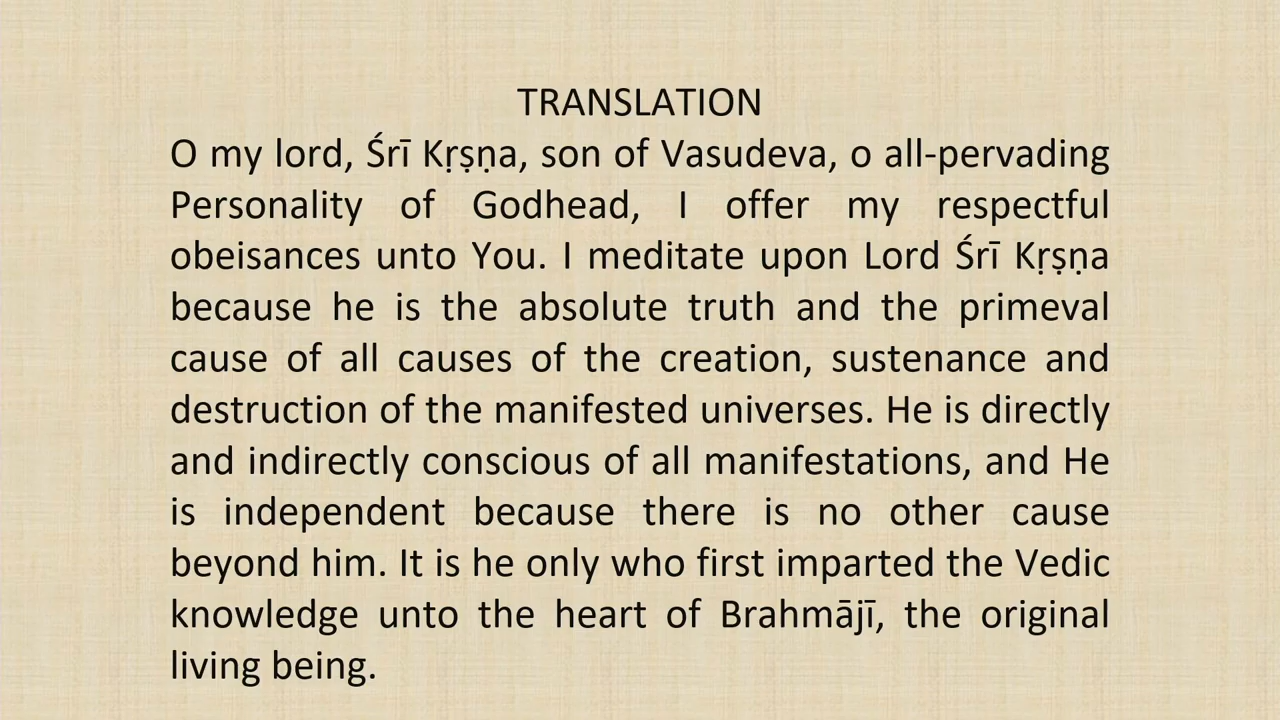 TRANSLATION
O my lord, Śrī Kṛṣṇa, son of Vasudeva, o all-pervading
Personality of Godhead, I offer my respectful
obeisances unto You. I meditate upon Lord Śrī Kṛṣṇa
because he is the absolute truth and the primeval
cause of all causes of the creation, sustenance and
destruction of the manifested universes. He is directly
and indirectly conscious of all manifestations, and He
is independent because there is no other cause
beyond him. It is he only who first imparted the Vedic
knowledge unto the heart of Brahmājī, the original
living being.